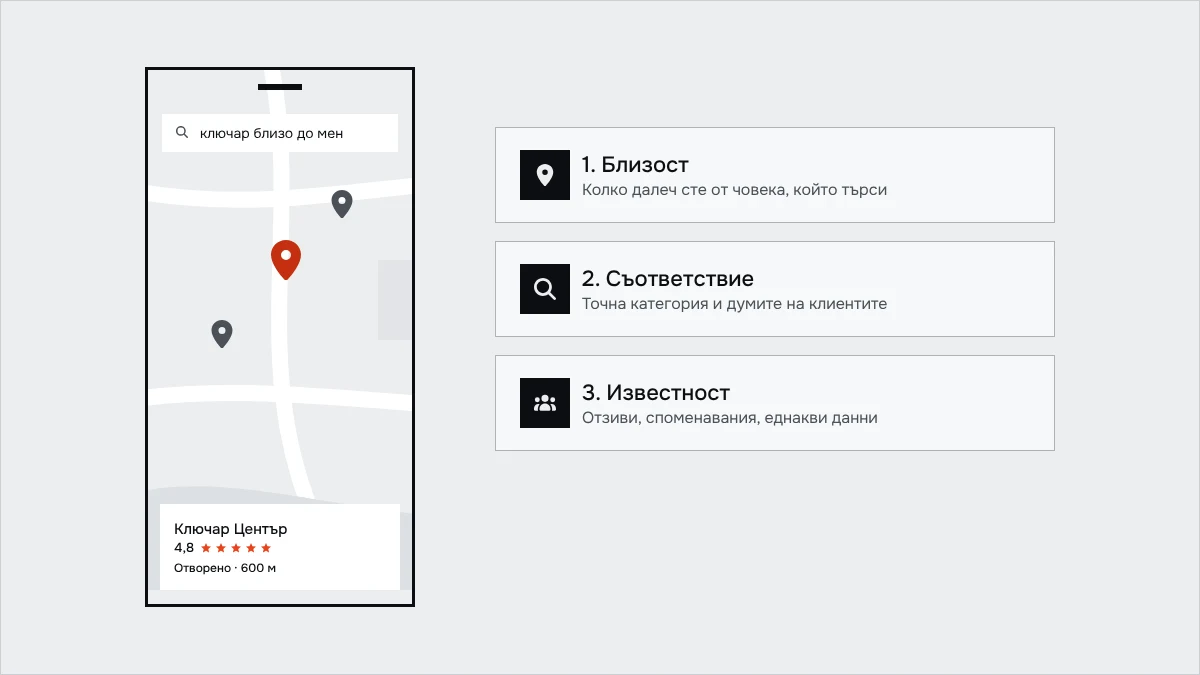 ключар близо до мен
Ключар Център
4,8
Отворено · 600 м
1. Близост
Колко далеч сте от човека, който търси
2. Съответствие
Точна категория и думите на клиентите
3. Известност
Отзиви, споменавания, еднакви данни